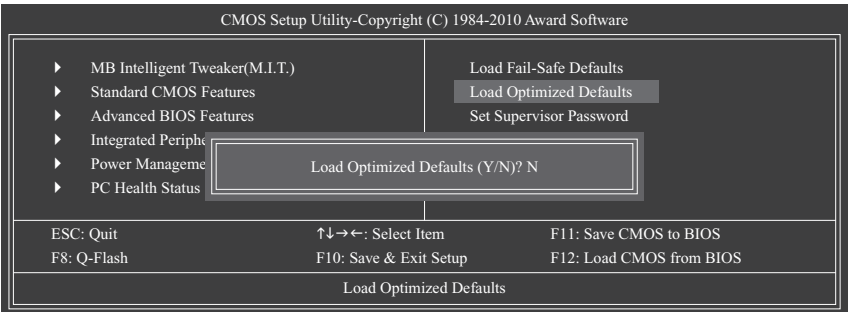 CMOS Setup Utility-Copyright (C) 1984-2010 Award Software
MB Intelligent Tweaker(M.I.T.)
Standard CMOS Features
Advanced BIOS Features
Integrated Periphe
Power Manageme
PC Health Status
Load Fail-Safe Defaults
Load Optimized Defaults
Set Supervisor Password
Load Optimized Defaults (Y/N)? N
ESC: Quit
↑↓→←: Select Item
F11: Save CMOS to BIOS
F8: Q-Flash
F10: Save & Exit Setup
F12: Load CMOS from BIOS
Load Optimized Defaults